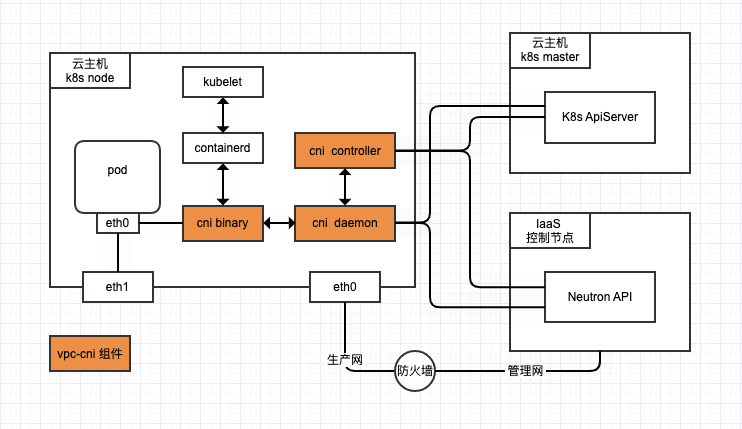 云主机
k8s node
kubelet
containerd
pod
eth0
cni binary
cni controller
cni daemon
eth1
eth0
云主机
k8s master
K8s ApiServer
IaaS
控制节点
Neutron API
vpc-cni 组件
生产网
防火墙
管理网